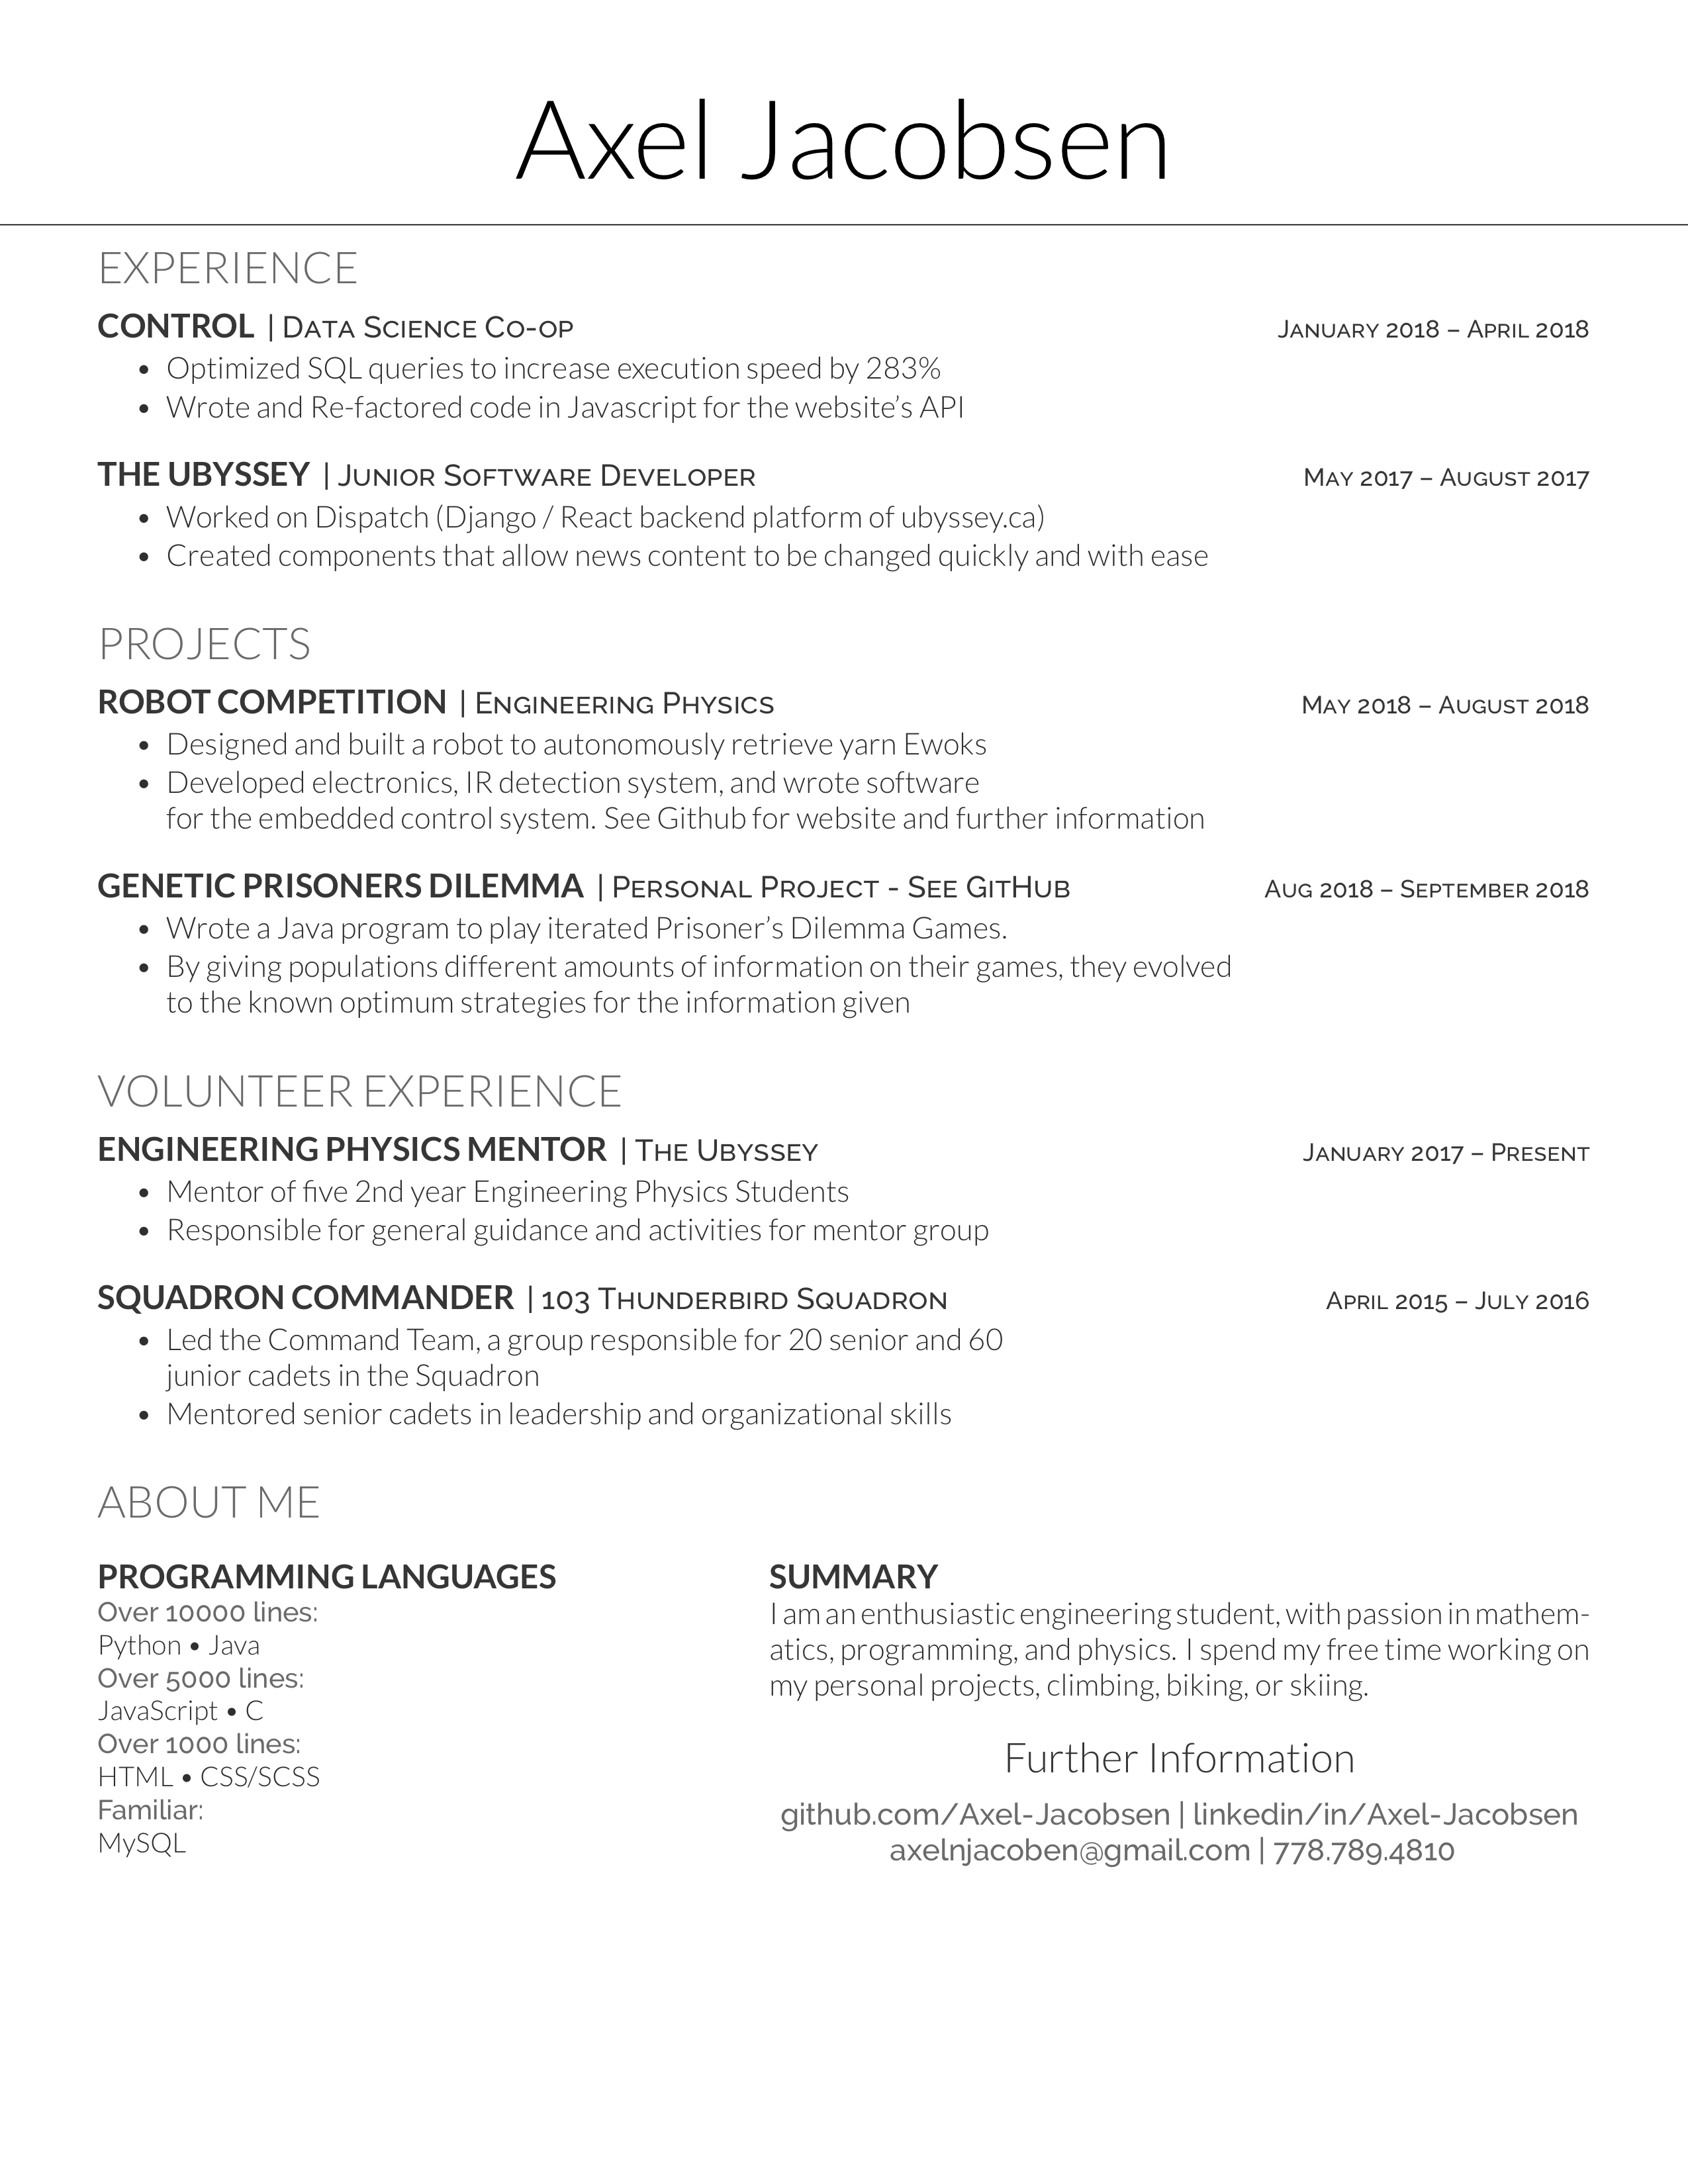 Axel Jacobsen
EXPERIENCE
CONTROL | Data Science Co-op January 2018 – April 2018
• Optimized SQL queries to increase execution speed by 283%
• Wrote and Re-factored code in Javascript for the website’s API
THE UBYSSEY | Junior Software Developer May 2017 – August 2017
• Worked on Dispatch (Django / React backend platform of ubyssey.ca)
• Created components that allow news content to be changed quickly and with ease
PROJECTS
ROBOT COMPETITION | Engineering Physics May 2018 – August 2018
• Designed and built a robot to autonomously retrieve yarn Ewoks
• Developed electronics, IR detection system, and wrote software
for the embedded control system. See Github for website and further information
GENETIC PRISONERS DILEMMA | Personal Project - See GitHub Aug 2018 – September 2018
• Wrote a Java program to play iterated Prisoner’s Dilemma Games.
• By giving populations different amounts of information on their games, they evolved
to the known optimum strategies for the information given
VOLUNTEER EXPERIENCE
ENGINEERING PHYSICS MENTOR | The Ubyssey January 2017 – Present
• Mentor of five 2nd year Engineering Physics Students
• Responsible for general guidance and activities for mentor group
SQUADRON COMMANDER | 103 Thunderbird Squadron April 2015 – July 2016
• Led the Command Team, a group responsible for 20 senior and 60
junior cadets in the Squadron
• Mentored senior cadets in leadership and organizational skills
ABOUT ME
PROGRAMMING LANGUAGES
Over 10000 lines:
Python • Java
Over 5000 lines:
JavaScript • C
Over 1000 lines:
HTML • CSS/SCSS
Familiar:
MySQL
SUMMARY
I am an enthusiastic engineering student, with passion in mathem-
atics, programming, and physics. I spend my free time working on
my personal projects, climbing, biking, or skiing.
Further Information
github.com/Axel-Jacobsen | linkedin/in/Axel-Jacobsen
axelnjacoben@gmail.com | 778.789.4810